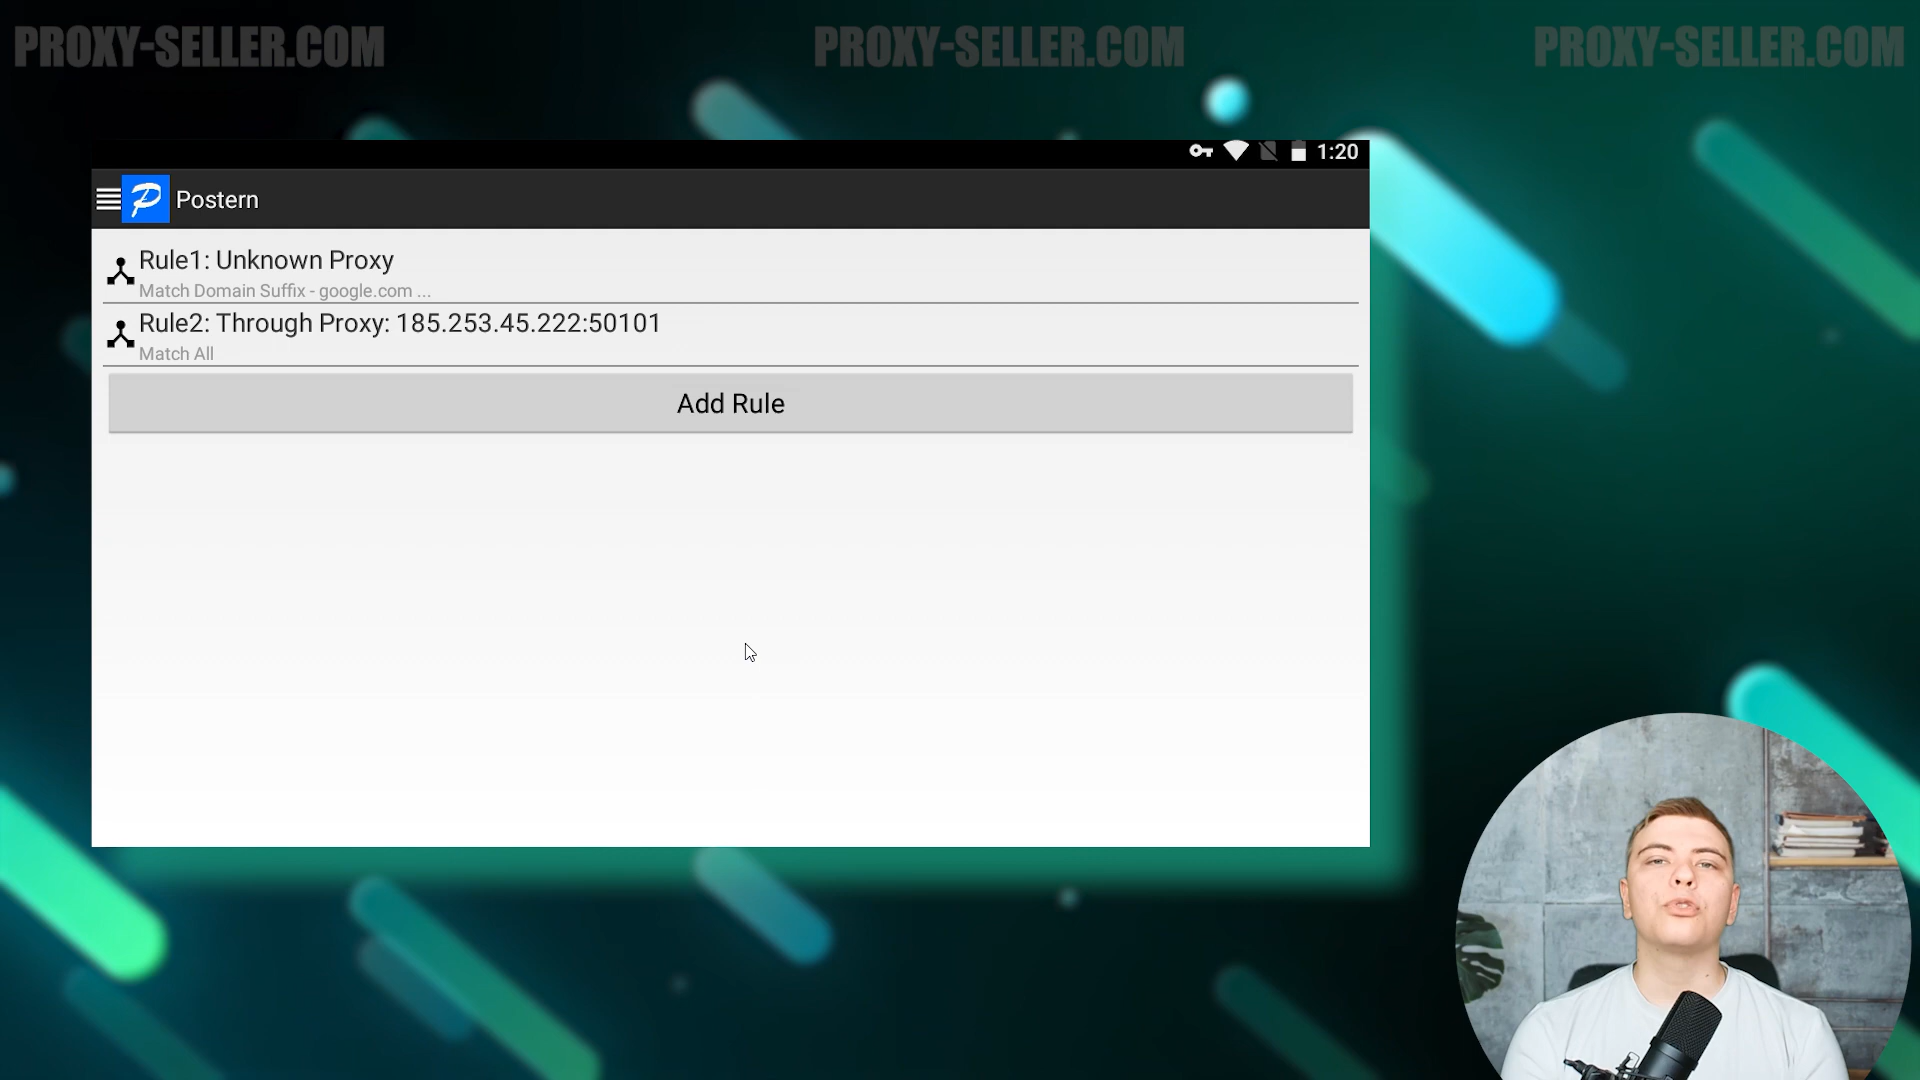 PROXY-SELLER.COM PROXY-SELLER.COM PROXY-SELLER.COM
1:20
P Postern
Rule1: Unknown Proxy
Match Domain Suffix - google.com ...
Rule2: Through Proxy: 185.253.45.222:50101
Match All
Add Rule